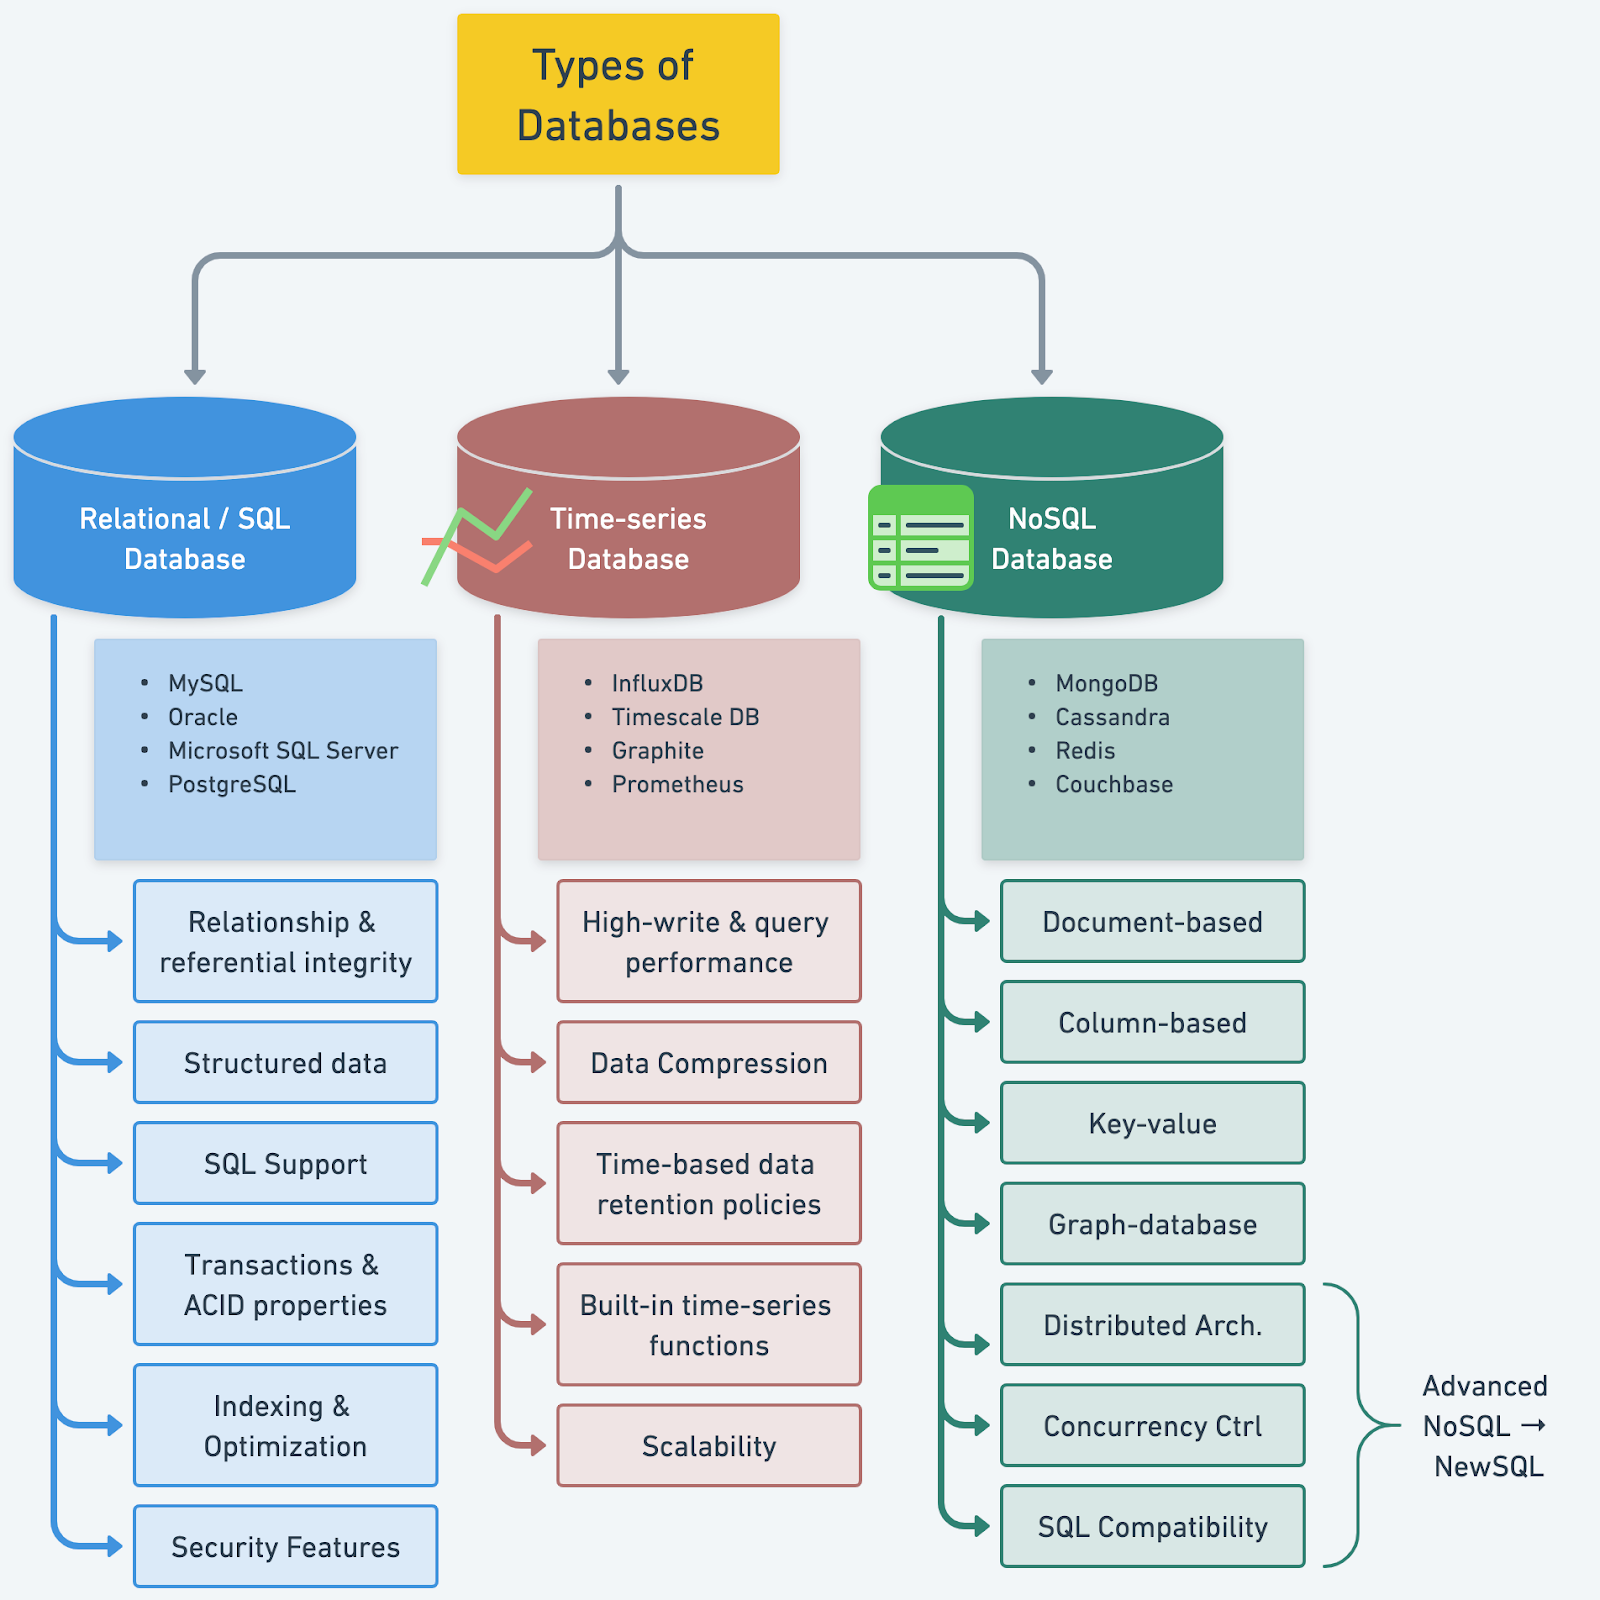 Types of
Databases
Relational / SQL
Database
Time-series
Database
NoSQL
Database
• MySQL
• Oracle
• Microsoft SQL Server
• PostgreSQL
• InfluxDB
• Timescale DB
• Graphite
• Prometheus
• MongoDB
• Cassandra
• Redis
• Couchbase
Relationship &
referential integrity
Structured data
SQL Support
Transactions &
ACID properties
Indexing &
Optimization
Security Features
High-write & query
performance
Data Compression
Time-based data
retention policies
Built-in time-series
functions
Scalability
Document-based
Column-based
Key-value
Graph-database
Distributed Arch.
Concurrency Ctrl
SQL Compatibility
Advanced
NoSQL →
NewSQL